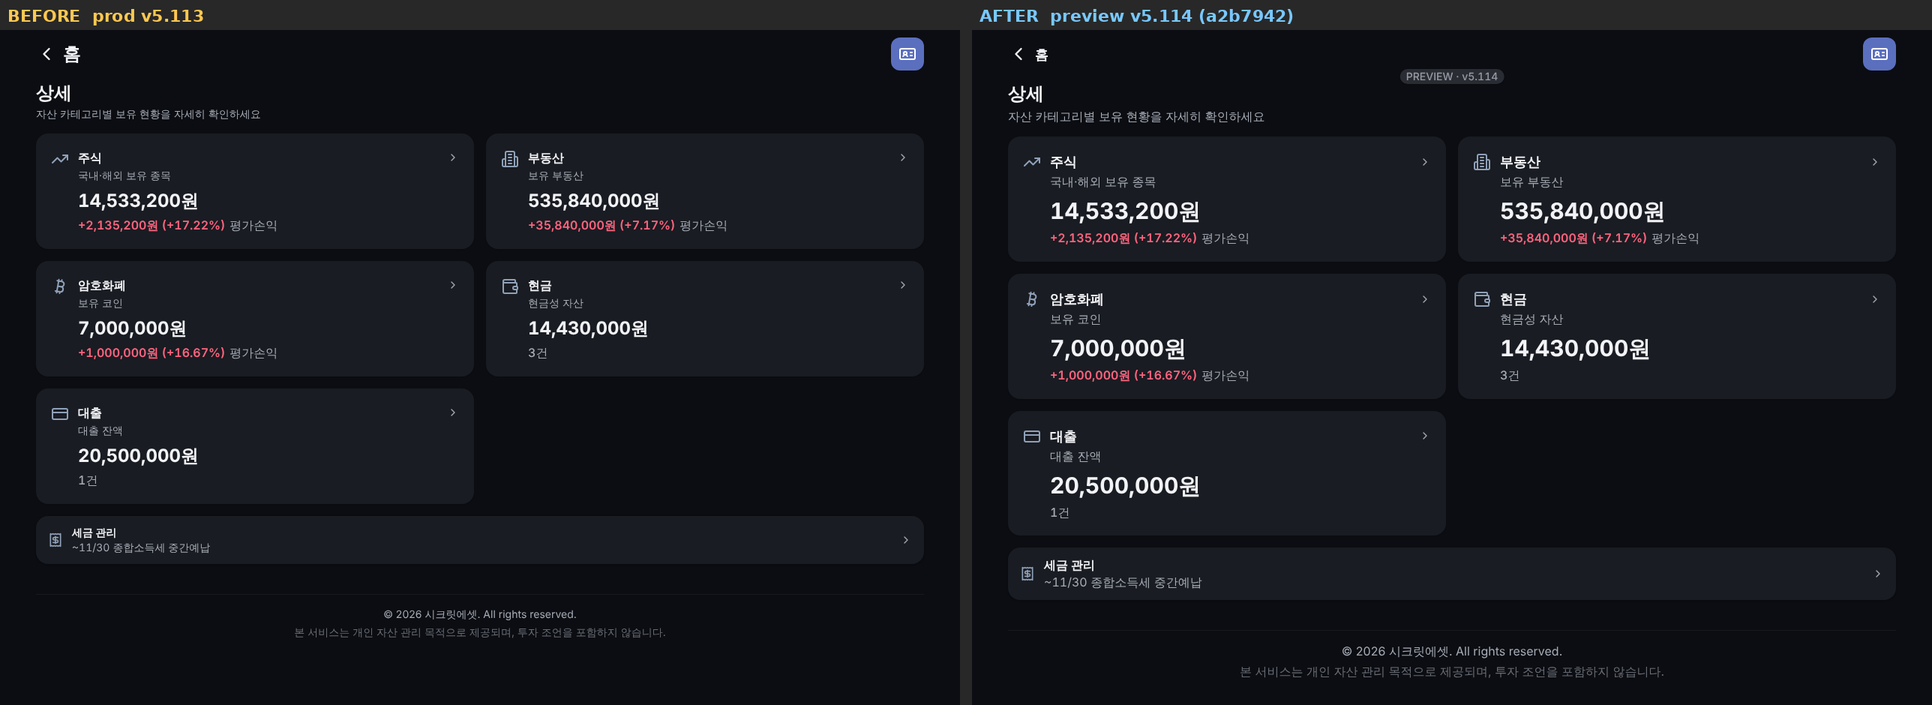 BEFORE prod v5.113
홈
상세
자산 카테고리별 보유 현황을 자세히 확인하세요
주식
국내·해외 보유 종목
14,533,200원
+2,135,200원 (+17.22%) 평가손익
부동산
보유 부동산
535,840,000원
+35,840,000원 (+7.17%) 평가손익
암호화폐
보유 코인
7,000,000원
+1,000,000원 (+16.67%) 평가손익
현금
현금성 자산
14,430,000원
3건
대출
대출 잔액
20,500,000원
1건
세금 관리
~11/30 종합소득세 중간예납
© 2026 시크릿에셋. All rights reserved.
본 서비스는 개인 자산 관리 목적으로 제공되며, 투자 조언을 포함하지 않습니다.
AFTER preview v5.114 (a2b7942)
홈
PREVIEW · v5.114
상세
자산 카테고리별 보유 현황을 자세히 확인하세요
주식
국내·해외 보유 종목
14,533,200원
+2,135,200원 (+17.22%) 평가손익
부동산
보유 부동산
535,840,000원
+35,840,000원 (+7.17%) 평가손익
암호화폐
보유 코인
7,000,000원
+1,000,000원 (+16.67%) 평가손익
현금
현금성 자산
14,430,000원
3건
대출
대출 잔액
20,500,000원
1건
세금 관리
~11/30 종합소득세 중간예납
© 2026 시크릿에셋. All rights reserved.
본 서비스는 개인 자산 관리 목적으로 제공되며, 투자 조언을 포함하지 않습니다.